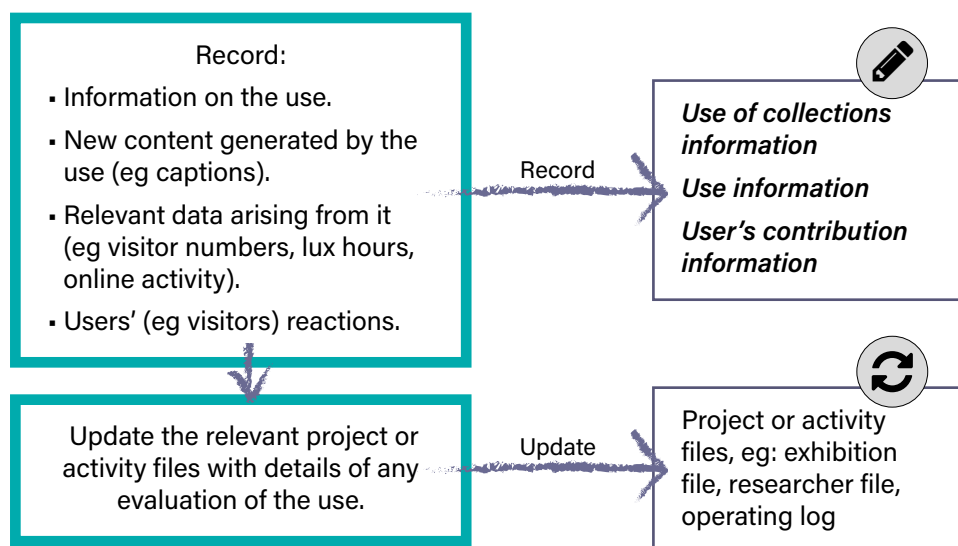 Record:
▪ Information on the use.
▪ New content generated by the
use (eg captions).
▪ Relevant data arising from it
(eg visitor numbers, lux hours,
online activity).
▪ Users’ (eg visitors) reactions.
Record
Use of collections
information
Use information
User’s contribution
information
Update the relevant project or
activity files with details of any
evaluation of the use.
Update
Project or activity
files, eg: exhibition
file, researcher file,
operating log